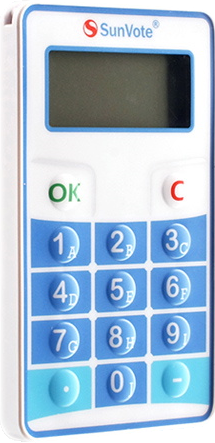 SunVote®
OK C
1A 2B 3C
4D 5E 6F
7G 8H 9I
. 0J -